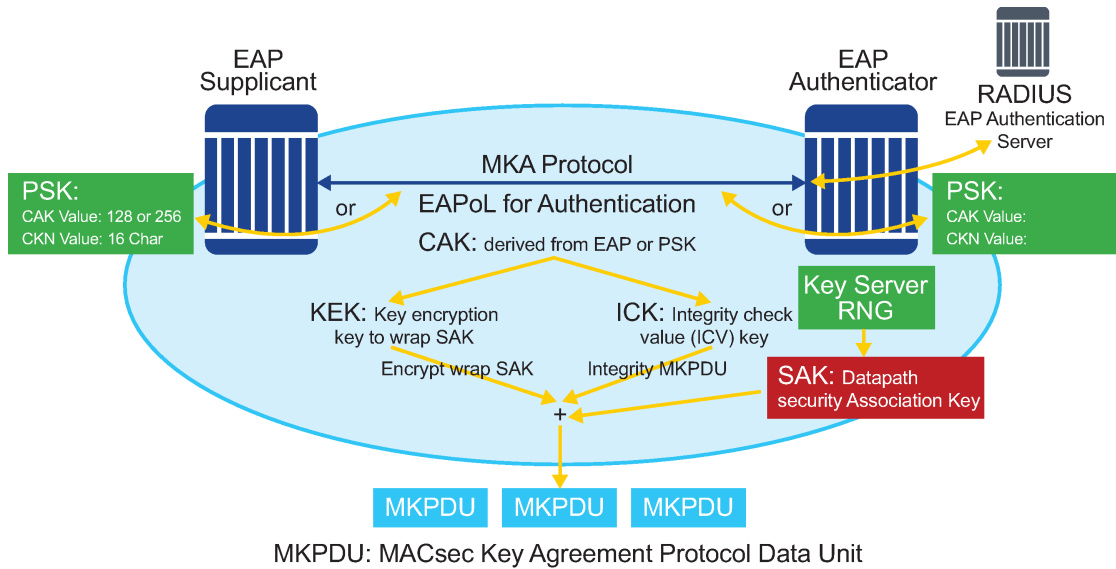 EAP
Supplicant
EAP
Authenticator
RADIUS
EAP Authentication
Server
MKA Protocol
PSK:
CAK Value: 128 or 256
CKN Value: 16 Char
or
EAPoL for Authentication
or
PSK:
CAK Value:
CKN Value:
CAK: derived from EAP or PSK
KEK: Key encryption
key to wrap SAK
ICK: Integrity check
value (ICV) key
Key Server
RNG
Encrypt wrap SAK
Integrity MKPDU
SAK: Datapath
security Association Key
+
MKPDU
MKPDU
MKPDU
MKPDU: MACsec Key Agreement Protocol Data Unit